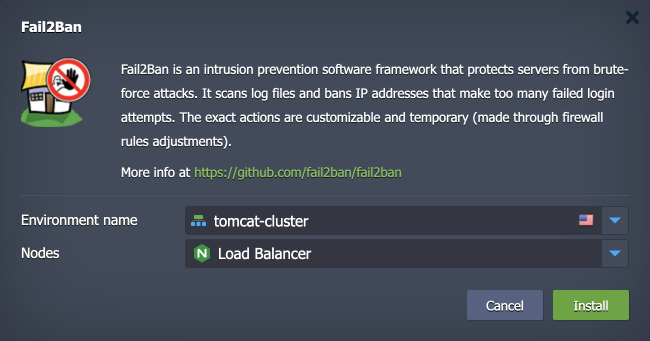 Fail2Ban
Fail2Ban is an intrusion prevention software framework that protects servers from brute-
force attacks. It scans log files and bans IP addresses that make too many failed login
attempts. The exact actions are customizable and temporary (made through firewall
rules adjustments).
More info at https://github.com/fail2ban/fail2ban
Environment name
tomcat-cluster
Nodes
N Load Balancer
Cancel
Install